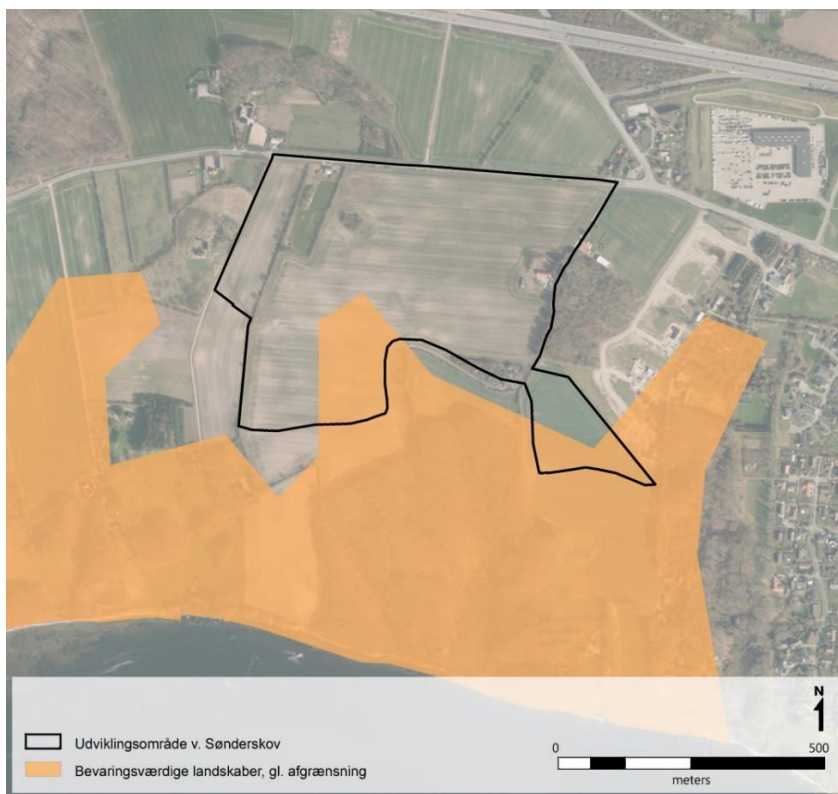 N
Udviklingsområde v. Sønderskov
Bevaringsværdige landskaber, gl. afgrænsning
0 500
meters